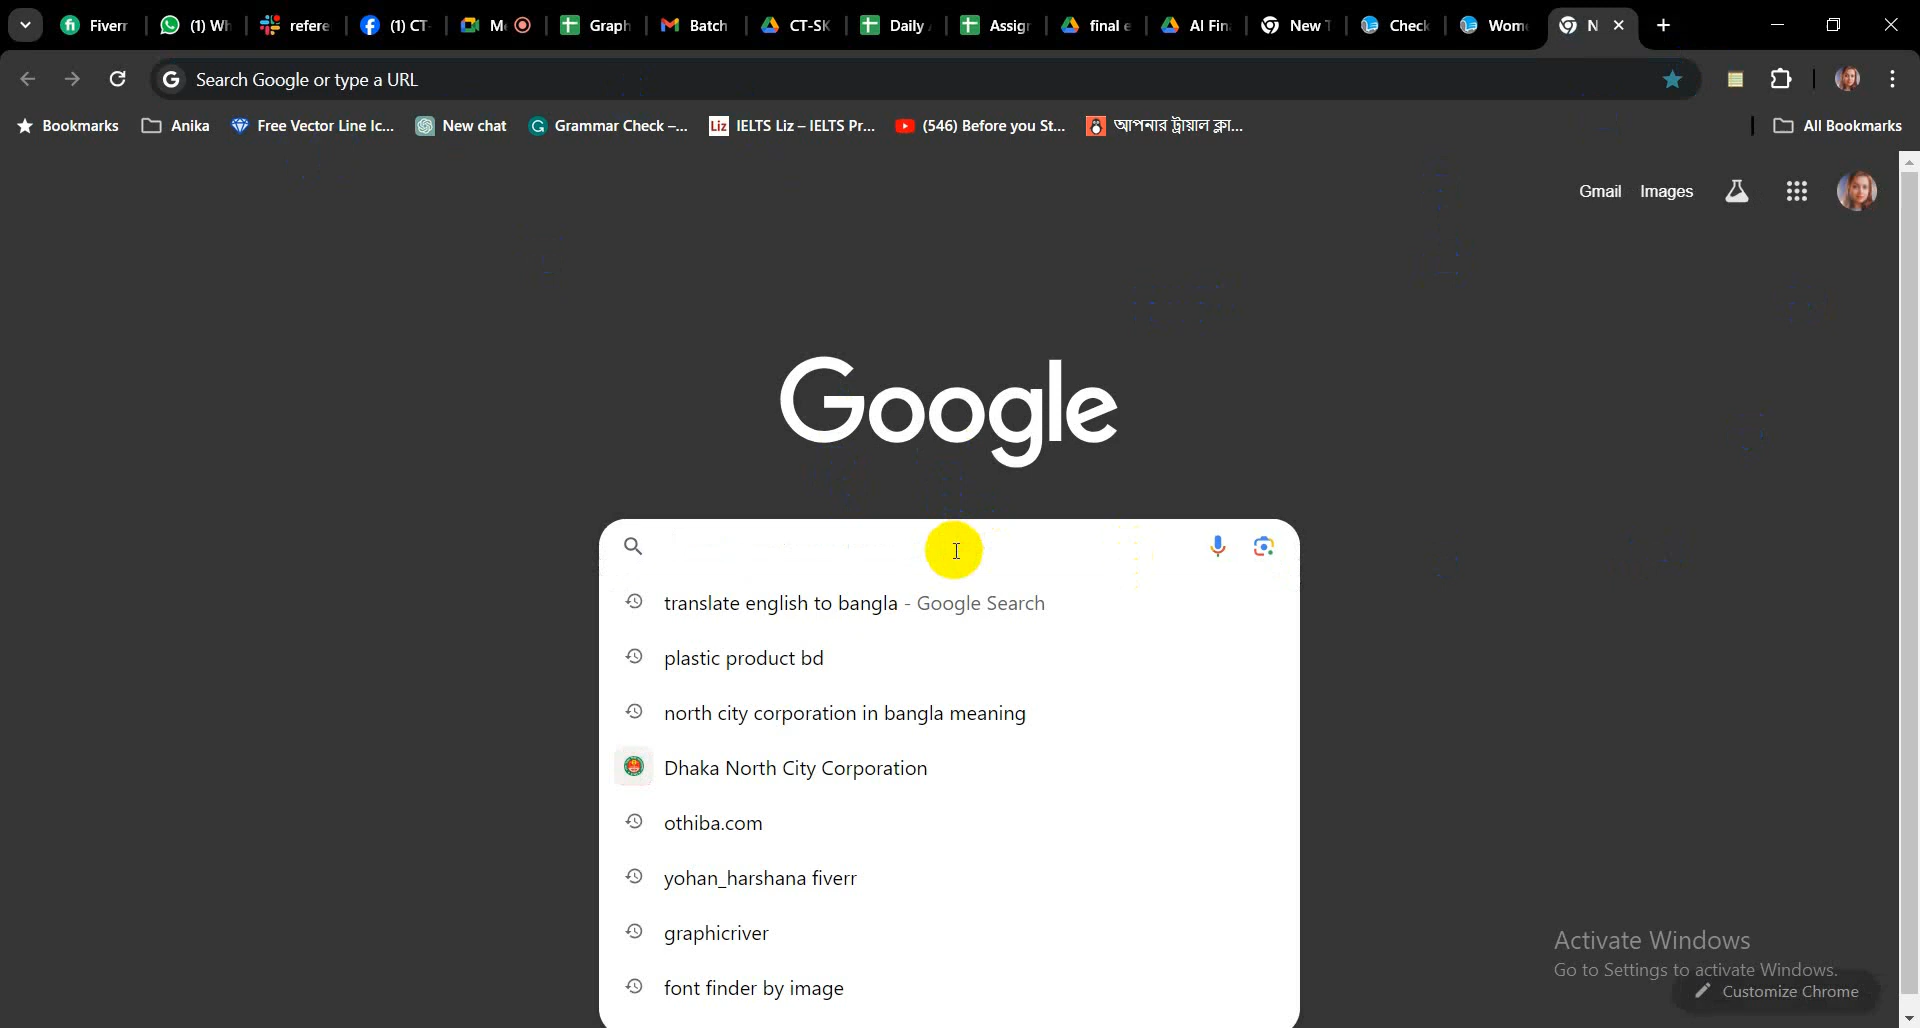 Fiverr
(1) Wh
refere
(1) CT-
Me
Graph
Batch
CT-SK
Daily
Assign
final e
AI Fin
New T
Check
Wome
N
Search Google or type a URL
Bookmarks
Anika
Free Vector Line Ic...
New chat
Grammar Check –...
Liz
IELTS Liz – IELTS Pr...
(546) Before you St...
আপনার ট্রায়াল ক্লা...
All Bookmarks
Gmail
Images
Google
translate english to bangla - Google Search
plastic product bd
north city corporation in bangla meaning
Dhaka North City Corporation
othiba.com
yohan_harshana fiverr
graphicriver
font finder by image
Activate Windows
Go to Settings to activate Windows.
Customize Chrome